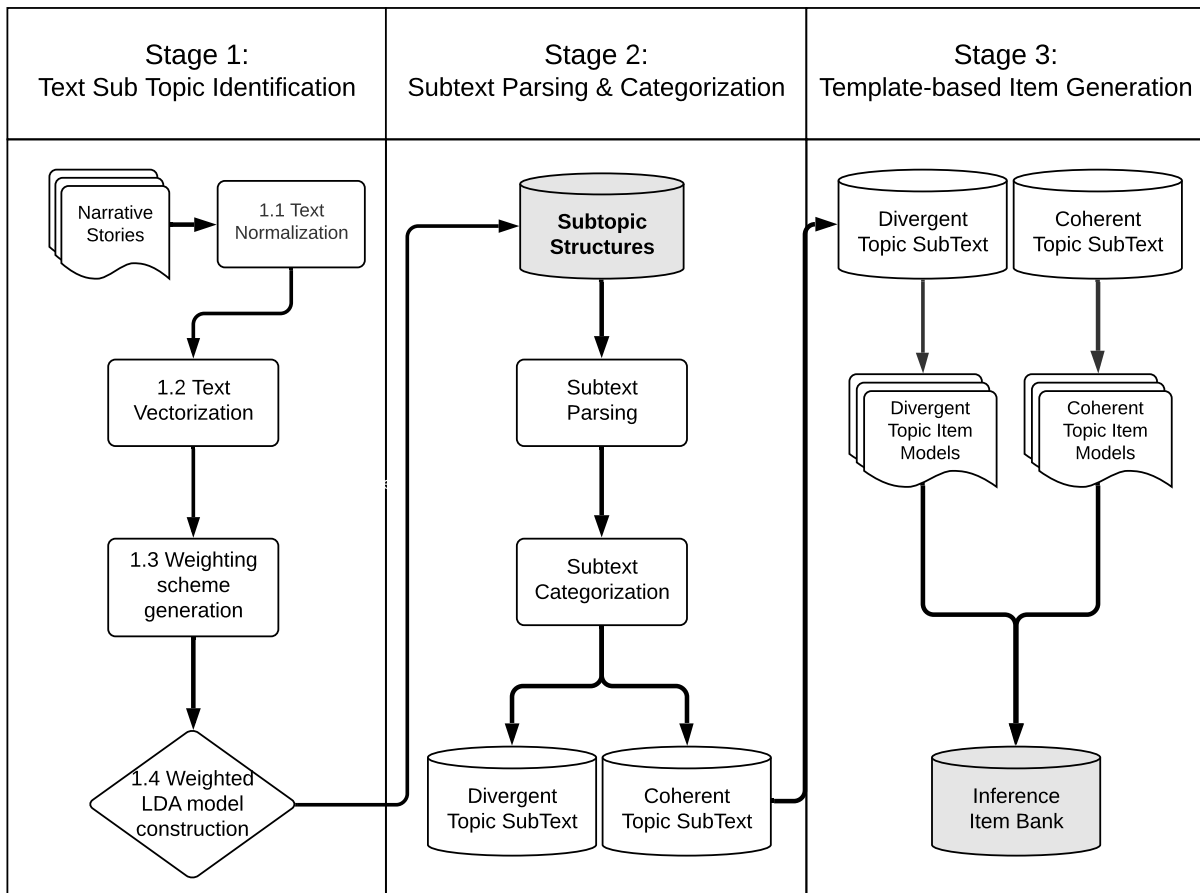 Stage 1:
Text Sub Topic Identification
Stage 2:
Subtext Parsing & Categorization
Stage 3:
Template-based Item Generation
Narrative
Stories
1.1 Text
Normalization
1.2 Text
Vectorization
1.3 Weighting
scheme
generation
1.4 Weighted
LDA model
construction
Subtopic
Structures
Subtext
Parsing
Subtext
Categorization
Divergent
Topic SubText
Coherent
Topic SubText
Divergent
Topic SubText
Coherent
Topic SubText
Divergent
Topic Item
Models
Coherent
Topic Item
Models
Inference
Item Bank